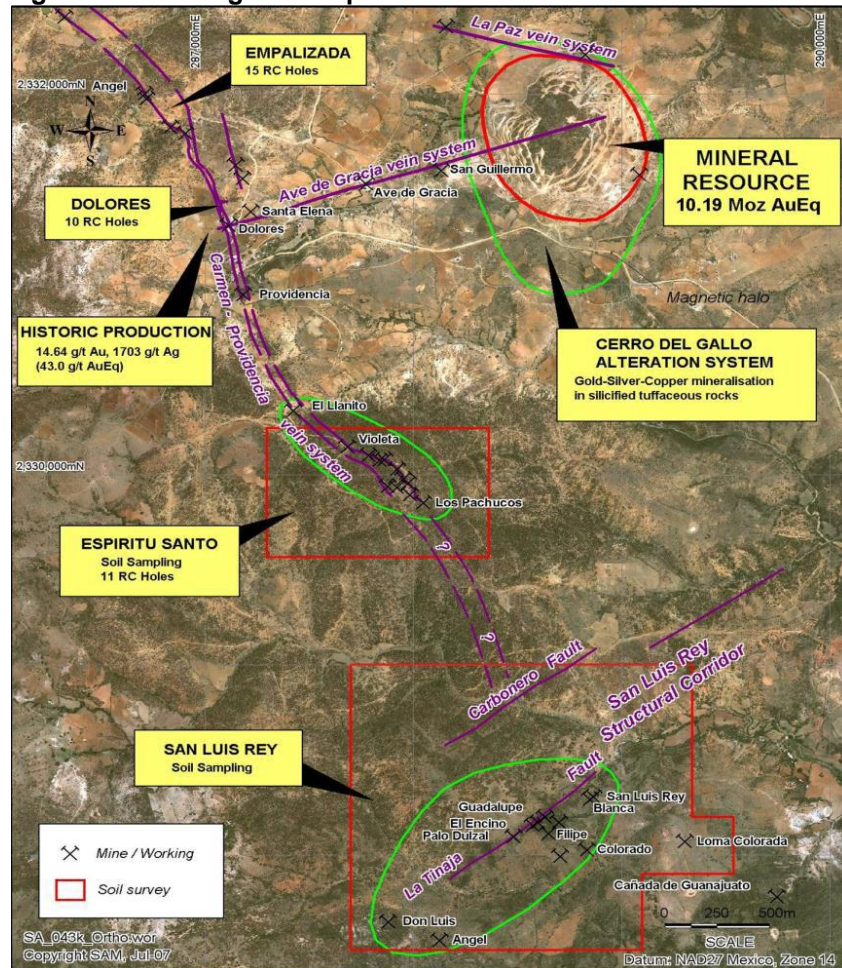 La Paz vein system
287,000mE
290,000mE
EMPALIZADA
15 RC Holes
2,332,000mN
Angel
N
W E
S
MINERAL
RESOURCE
10.19 Moz AuEq
Ave de Gracia vein system
San Guillermo
Ave de Gracia
DOLORES
10 RC Holes
Santa Elena
Dolores
Carmen - Providencia
vein system
Providencia
Magnetic halo
HISTORIC PRODUCTION
14.64 g/t Au, 1703 g/t Ag
(43.0 g/t AuEq)
CERRO DEL GALLO
ALTERATION SYSTEM
Gold-Silver-Copper mineralisation
in silicified tuffaceous rocks
El Llanito
Violeta
2,330,000mN
Los Pachucos
ESPIRITU SANTO
Soil Sampling
11 RC Holes
?
?
Carbonero Fault
San Luis Rey
Structural Corridor
SAN LUIS REY
Soil Sampling
La Tinaja Fault
San Luis Rey
Blanca
Guadalupe
El Encino
Palo Dulzal
Filipe
Colorado
Loma Colorada
Cañada de Guanajuato
Don Luis
Angel
Mine / Working
Soil survey
0 250 500m
SCALE
SA_043k_Ortho.wor
Copyright SAM, Jul 07
Datum: NAD27 Mexico, Zone 14